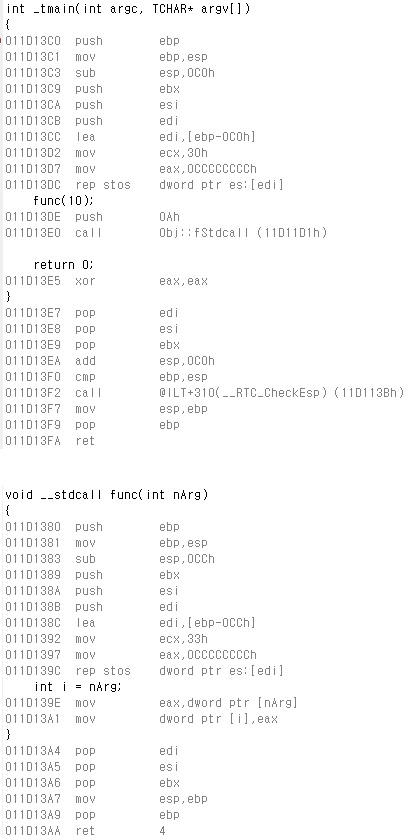 int _tmain(int argc, TCHAR* argv[])
{
011D13C0 push ebp
011D13C1 mov ebp,esp
011D13C3 sub esp,0C0h
011D13C9 push ebx
011D13CA push esi
011D13CB push edi
011D13CC lea edi,[ebp-0C0h]
011D13D2 mov ecx,30h
011D13D7 mov eax,0CCCCCCCCh
011D13DC rep stos dword ptr es:[edi]
func(10);
011D13DE push 0Ah
011D13E0 call Obj::fStdcall (11D11D1h)
return 0;
011D13E5 xor eax,eax
}
011D13E7 pop edi
011D13E8 pop esi
011D13E9 pop ebx
011D13EA add esp,0C0h
011D13F0 cmp ebp,esp
011D13F2 call @ILT+310(__RTC_CheckEsp) (11D113Bh)
011D13F7 mov esp,ebp
011D13F9 pop ebp
011D13FA ret
void __stdcall func(int nArg)
{
011D1380 push ebp
011D1381 mov ebp,esp
011D1383 sub esp,0CCh
011D1389 push ebx
011D138A push esi
011D138B push edi
011D138C lea edi,[ebp-0CCh]
011D1392 mov ecx,33h
011D1397 mov eax,0CCCCCCCCh
011D139C rep stos dword ptr es:[edi]
int i = nArg;
011D139E mov eax,dword ptr [nArg]
011D13A1 mov dword ptr [i],eax
}
011D13A4 pop edi
011D13A5 pop esi
011D13A6 pop ebx
011D13A7 mov esp,ebp
011D13A9 pop ebp
011D13AA ret 4